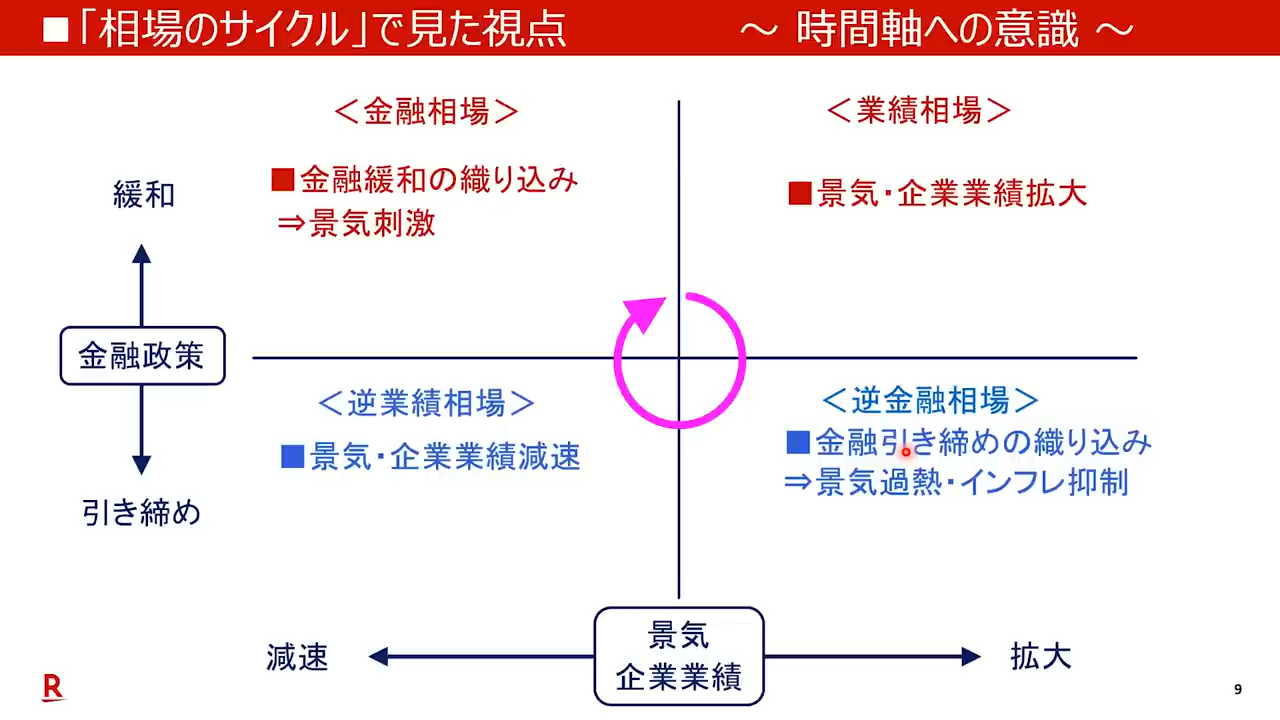 ■「相場のサイクル」で見た視点　～ 時間軸への意識 ～
＜金融相場＞
■金融緩和の織り込み
⇒景気刺激
＜業績相場＞
■景気・企業業績拡大
緩和
金融政策
引き締め
＜逆業績相場＞
■景気・企業業績減速
＜逆金融相場＞
■金融引き締めの織り込み
⇒景気過熱・インフレ抑制
減速
景気
企業業績
拡大
R
9